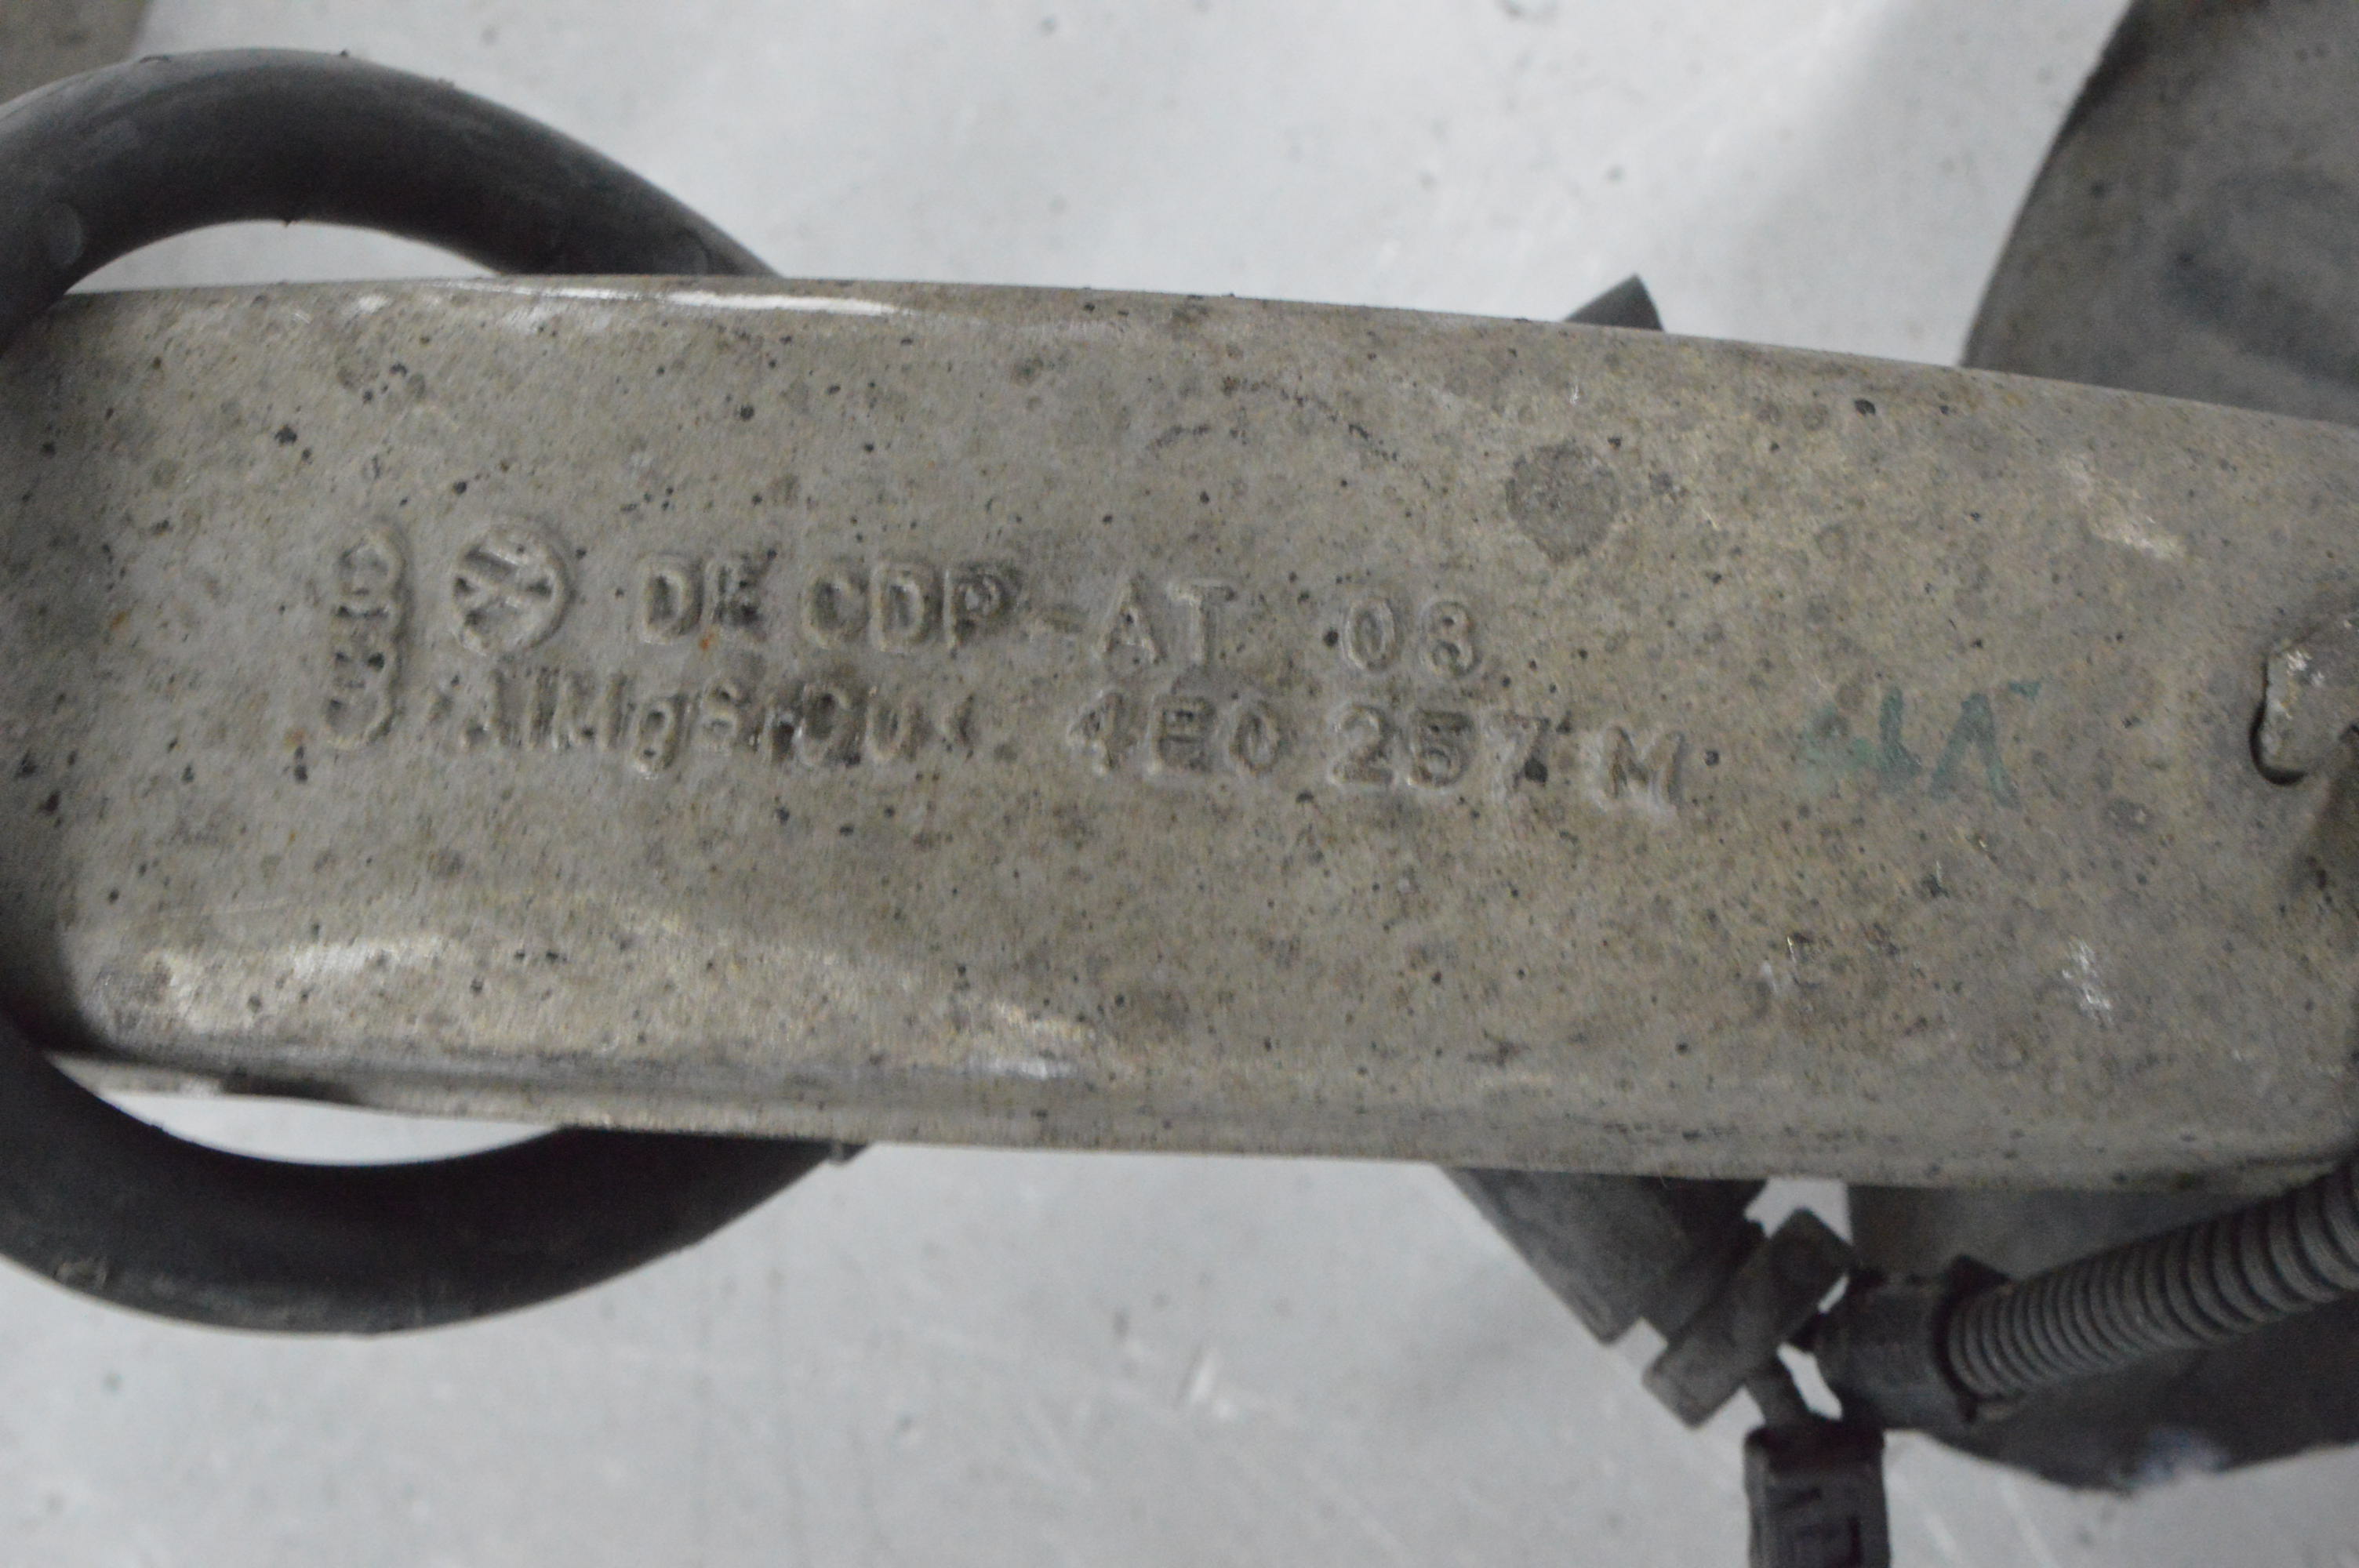 DE CDP-AT 08
>AlMgSiCu< 4E0 257 M